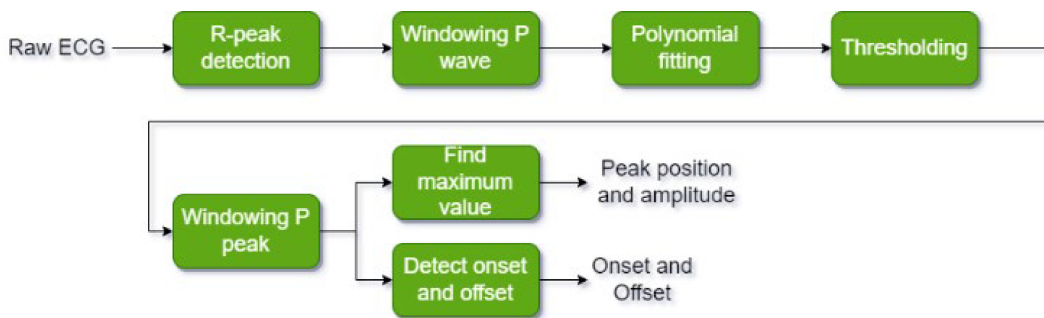 Raw ECG
R-peak
detection
Windowing P
wave
Polynomial
fitting
Thresholding
Windowing P
peak
Find
maximum
value
Peak position
and amplitude
Detect onset
and offset
Onset and
Offset